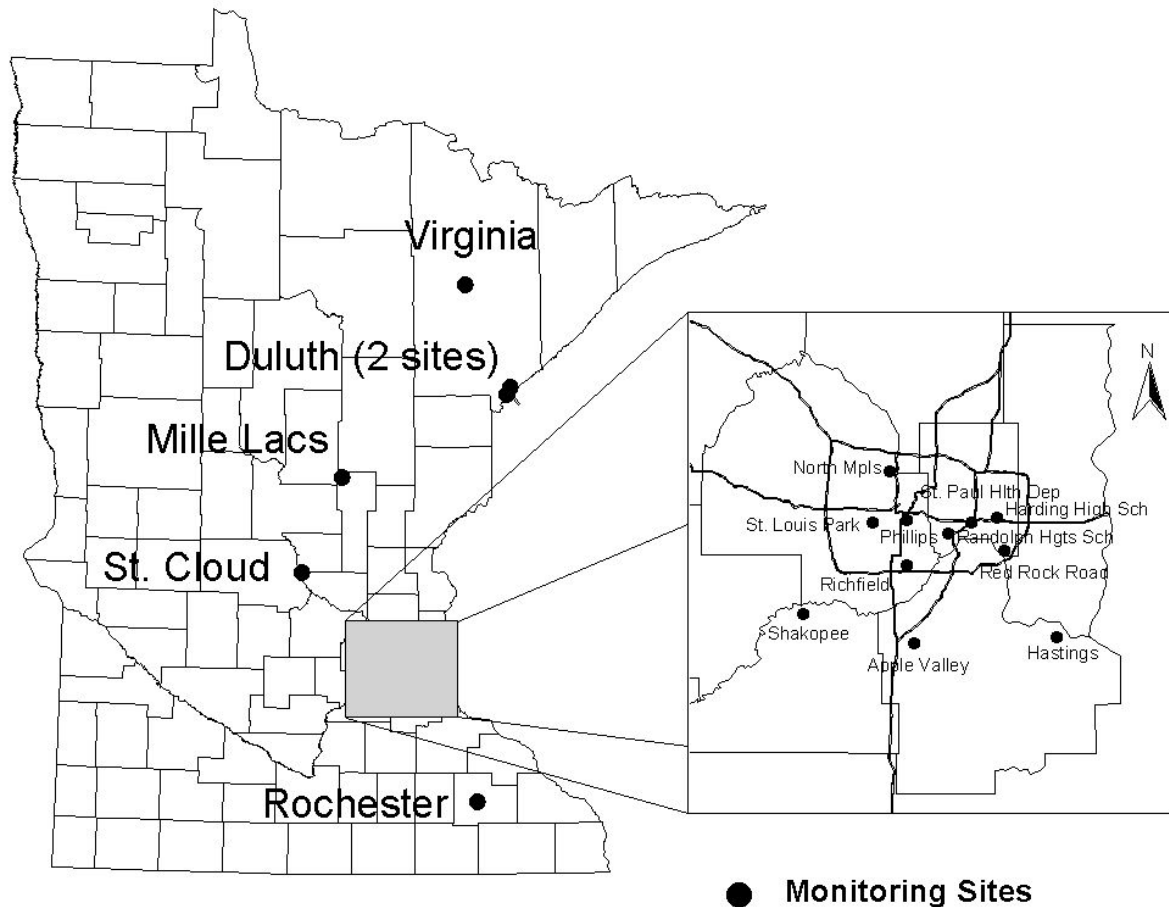 Virginia
Duluth (2 sites)
Mille Lacs
St. Cloud
Rochester
N
North Mpls
St. Paul Hlth Dep
Harding High Sch
St. Louis Park
Phillips
Randolph Hgts Sch
Richfield
Red Rock Road
Shakopee
Apple Valley
Hastings
Monitoring Sites